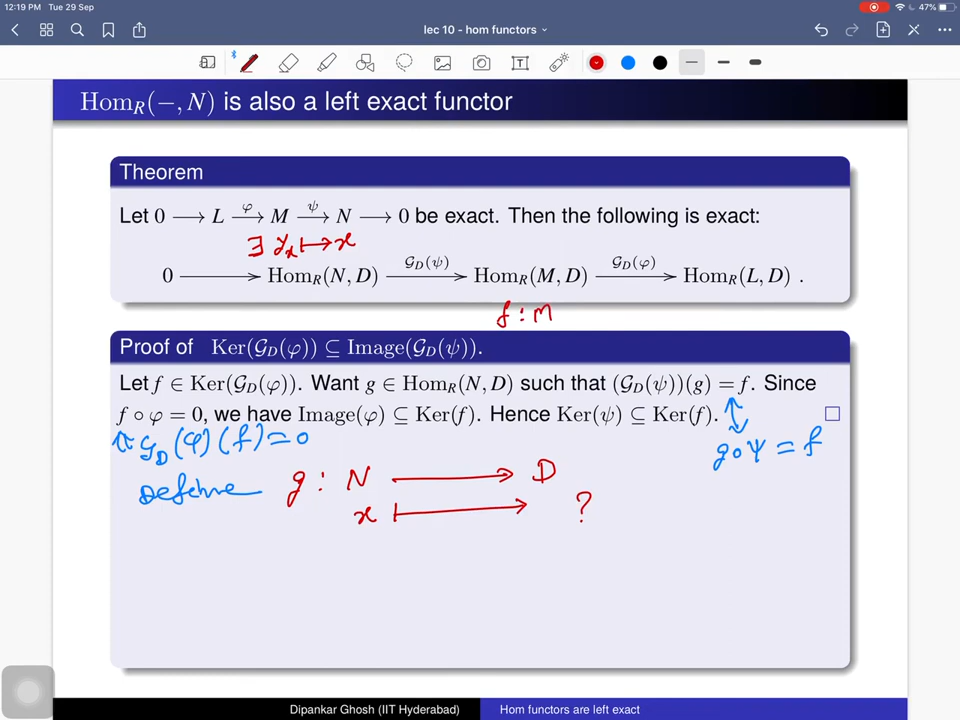 12:19 PM Tue 29 Sep
47%
lec 10 - hom functors
Hom_R(−, N) is also a left exact functor
Theorem
Let 0 ⟶ L ⟶^φ M ⟶^ψ N ⟶ 0 be exact. Then the following is exact:
∃ y_x ↦ x
0 ⟶ Hom_R(N, D) ⟶^{𝒢_D(ψ)} Hom_R(M, D) ⟶^{𝒢_D(φ)} Hom_R(L, D) .
f : M
Proof of Ker(𝒢_D(φ)) ⊆ Image(𝒢_D(ψ)).
Let f ∈ Ker(𝒢_D(φ)). Want g ∈ Hom_R(N, D) such that (𝒢_D(ψ))(g) = f. Since
f ∘ φ = 0, we have Image(φ) ⊆ Ker(f). Hence Ker(ψ) ⊆ Ker(f). □
⇕ 𝒢_D(φ)(f) = 0
⇕ g∘ψ = f
Define g : N ⟶ D
x ⟼ ?
Dipankar Ghosh (IIT Hyderabad) Hom functors are left exact